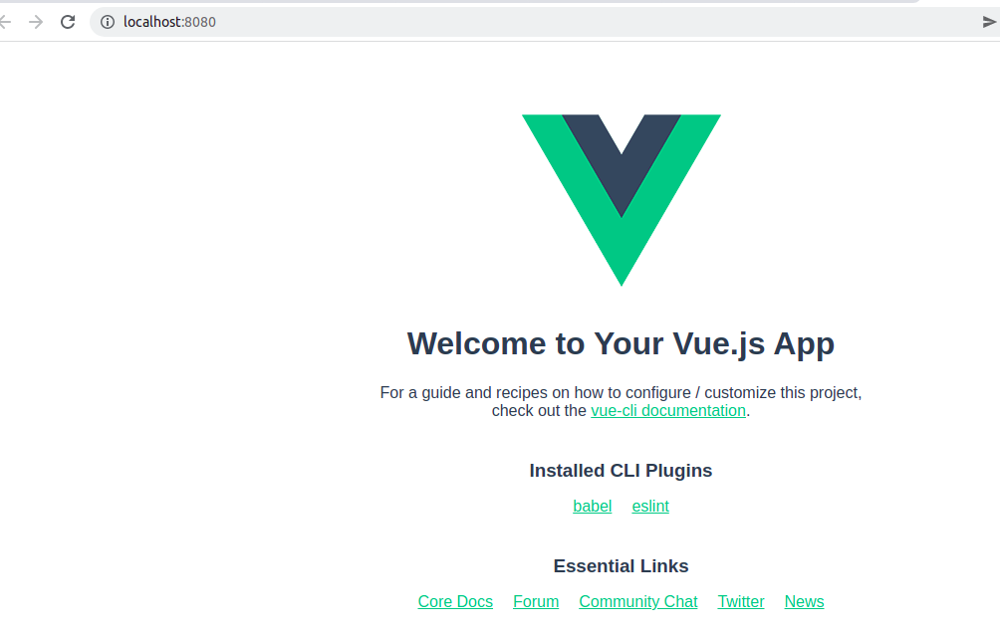 localhost:8080
Welcome to Your Vue.js App
For a guide and recipes on how to configure / customize this project,
check out the vue-cli documentation.
Installed CLI Plugins
babel eslint
Essential Links
Core Docs Forum Community Chat Twitter News